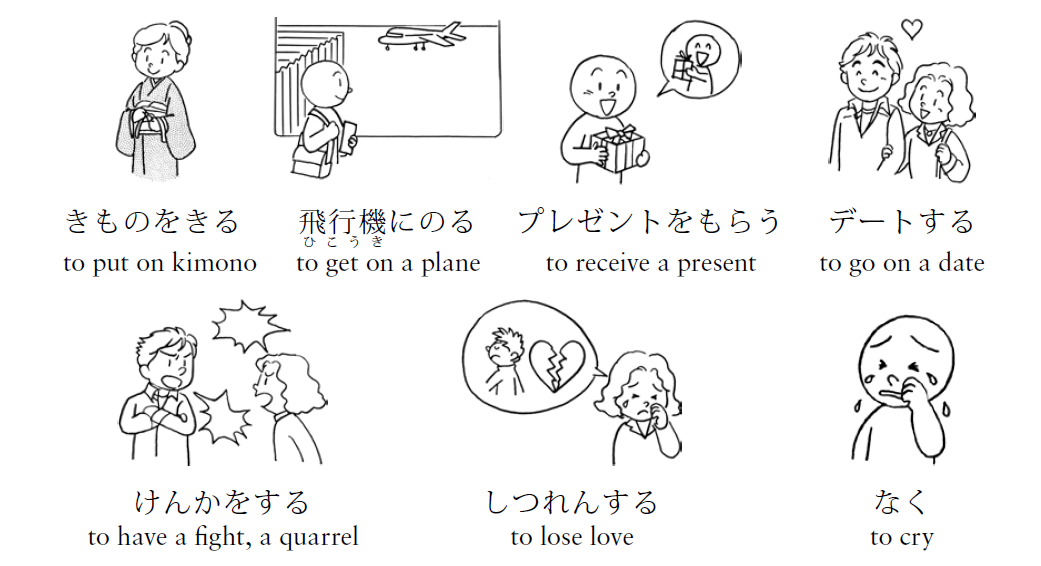 きものをきる 飛行機にのる プレゼントをもらう デートする
ひこうき
to put on kimono to get on a plane to receive a present to go on a date
けんかをする しつれんする なく
to have a fight, a quarrel to lose love to cry